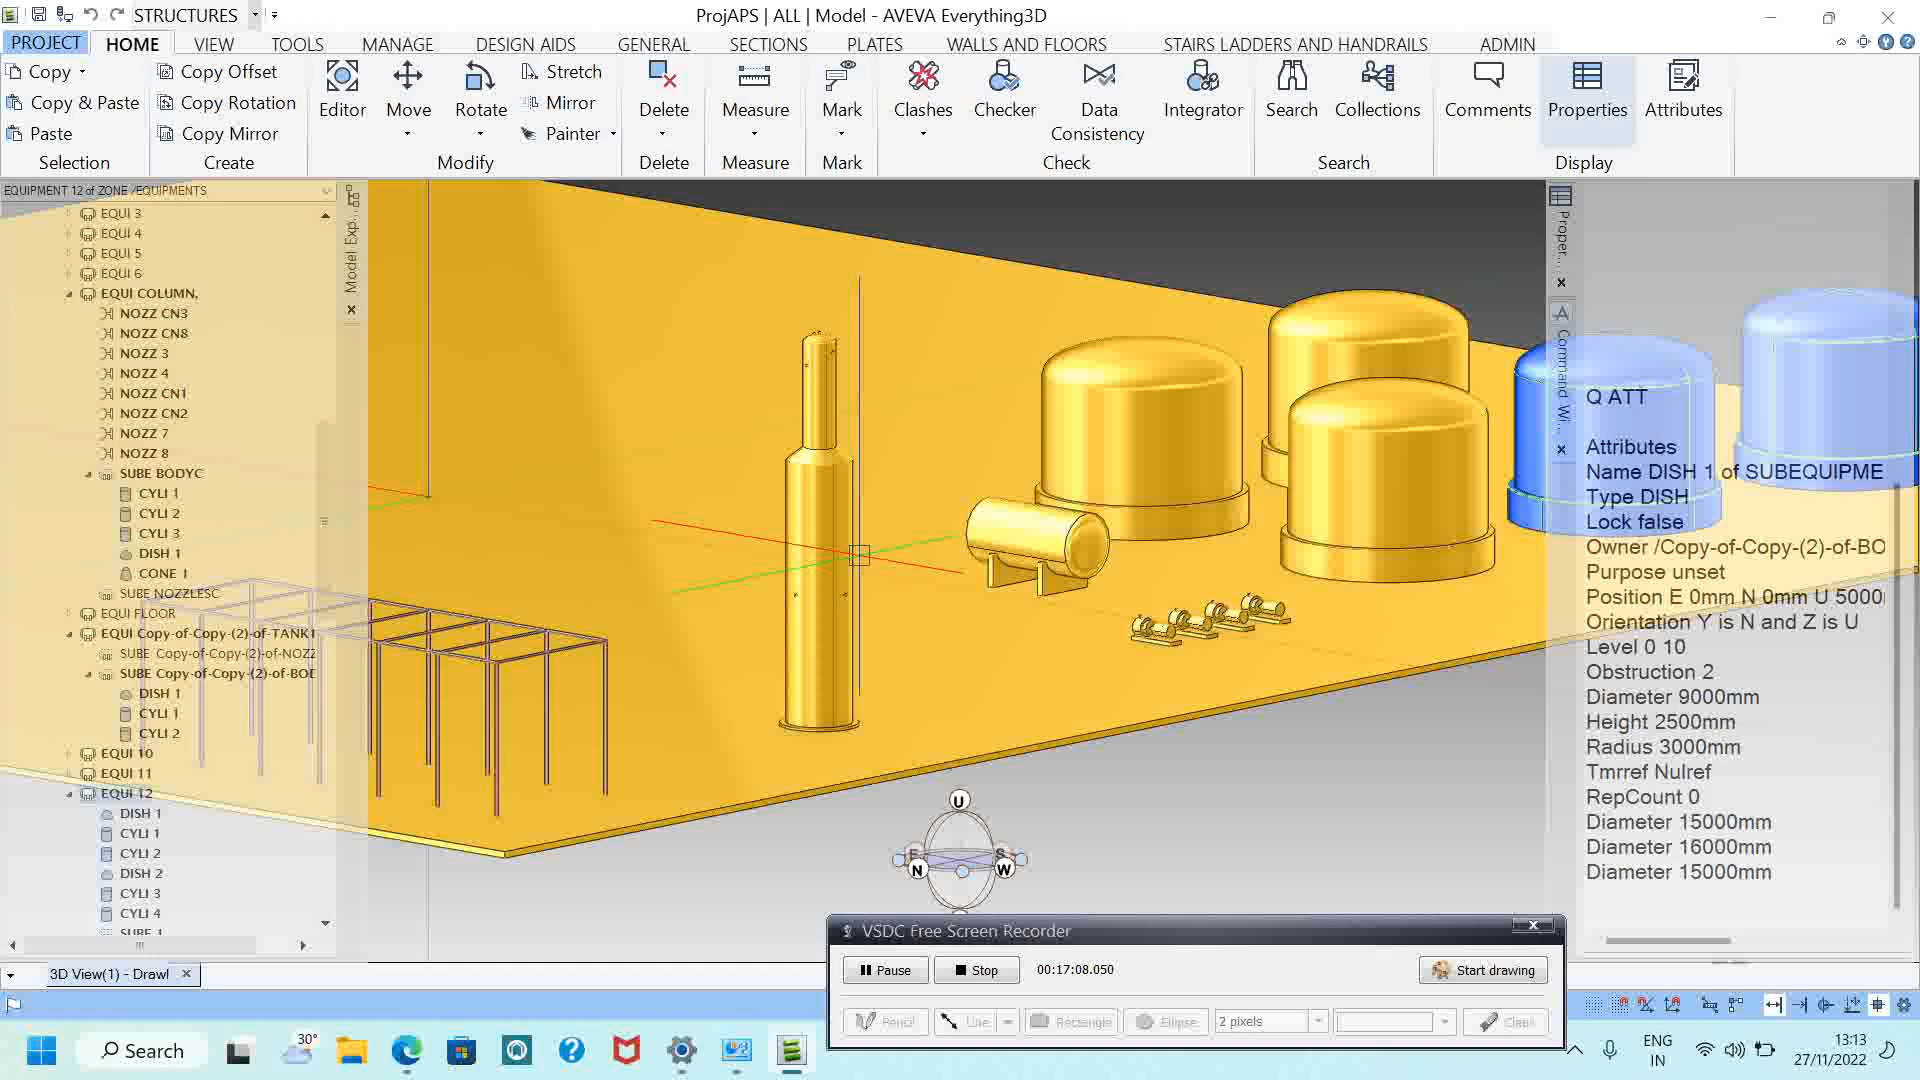 STRUCTURES
ProjAPS | ALL | Model - AVEVA Everything3D
PROJECT HOME VIEW TOOLS MANAGE DESIGN AIDS GENERAL SECTIONS PLATES WALLS AND FLOORS STAIRS LADDERS AND HANDRAILS ADMIN
Copy
Copy & Paste
Paste
Selection
Copy Offset
Copy Rotation
Copy Mirror
Create
Editor
Move
Rotate
Stretch
Mirror
Painter
Modify
Delete
Delete
Measure
Measure
Mark
Mark
Clashes
Checker
Data
Consistency
Integrator
Check
Search
Collections
Search
Comments
Properties
Attributes
Display
EQUIPMENT 12 of ZONE /EQUIPMENTS
EQUI 3
EQUI 4
EQUI 5
EQUI 6
EQUI COLUMN,
NOZZ CN3
NOZZ CN8
NOZZ 3
NOZZ 4
NOZZ CN1
NOZZ CN2
NOZZ 7
NOZZ 8
SUBE BODYC
CYLI 1
CYLI 2
CYLI 3
DISH 1
CONE 1
SUBE NOZZLESC
EQUI FLOOR
EQUI Copy-of-Copy-(2)-of-TANK1
SUBE Copy-of-Copy-(2)-of-NOZZ
SUBE Copy-of-Copy-(2)-of-BOE
DISH 1
CYLI 1
CYLI 2
EQUI 10
EQUI 11
EQUI 12
DISH 1
CYLI 1
CYLI 2
DISH 2
CYLI 3
CYLI 4
SUBE 1
Model Exp...
Proper...
Command Wi...
Q ATT
Attributes
Name DISH 1 of SUBEQUIPME
Type DISH
Lock false
Owner /Copy-of-Copy-(2)-of-BO
Purpose unset
Position E 0mm N 0mm U 5000
Orientation Y is N and Z is U
Level 0 10
Obstruction 2
Diameter 9000mm
Height 2500mm
Radius 3000mm
Tmrref Nulref
RepCount 0
Diameter 15000mm
Diameter 16000mm
Diameter 15000mm
U
E S
N W
3D View(1) - Drawl
VSDC Free Screen Recorder
Pause
Stop
00:17:08.050
Start drawing
Pencil
Line
Rectangle
Ellipse
2 pixels
Clear
30°
Search
ENG
IN
13:13
27/11/2022